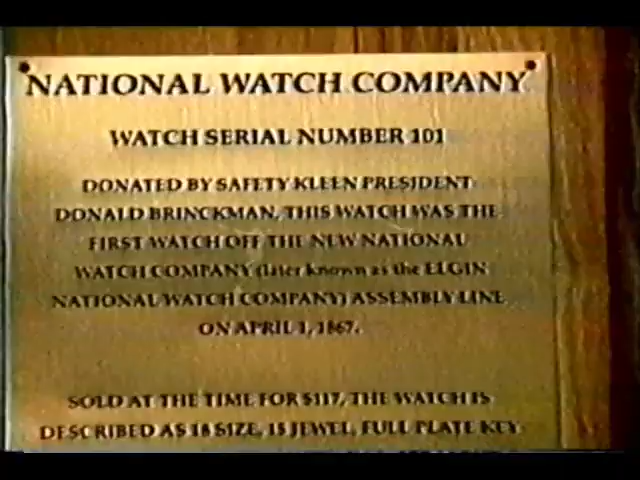 NATIONAL WATCH COMPANY
WATCH SERIAL NUMBER 101
DONATED BY SAFETY KLEEN PRESIDENT
DONALD BRINCKMAN, THIS WATCH WAS THE
FIRST WATCH OFF THE NEW NATIONAL
WATCH COMPANY (later known as the ELGIN
NATIONAL WATCH COMPANY) ASSEMBLY LINE
ON APRIL 1, 1867.
SOLD AT THE TIME FOR $117, THE WATCH IS
DESCRIBED AS 18 SIZE, 15 JEWEL, FULL PLATE KEY